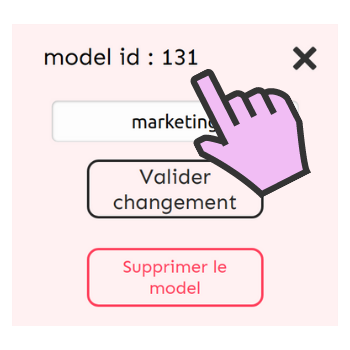 model id : 131
marketing
Valider
changement
Supprimer le
model